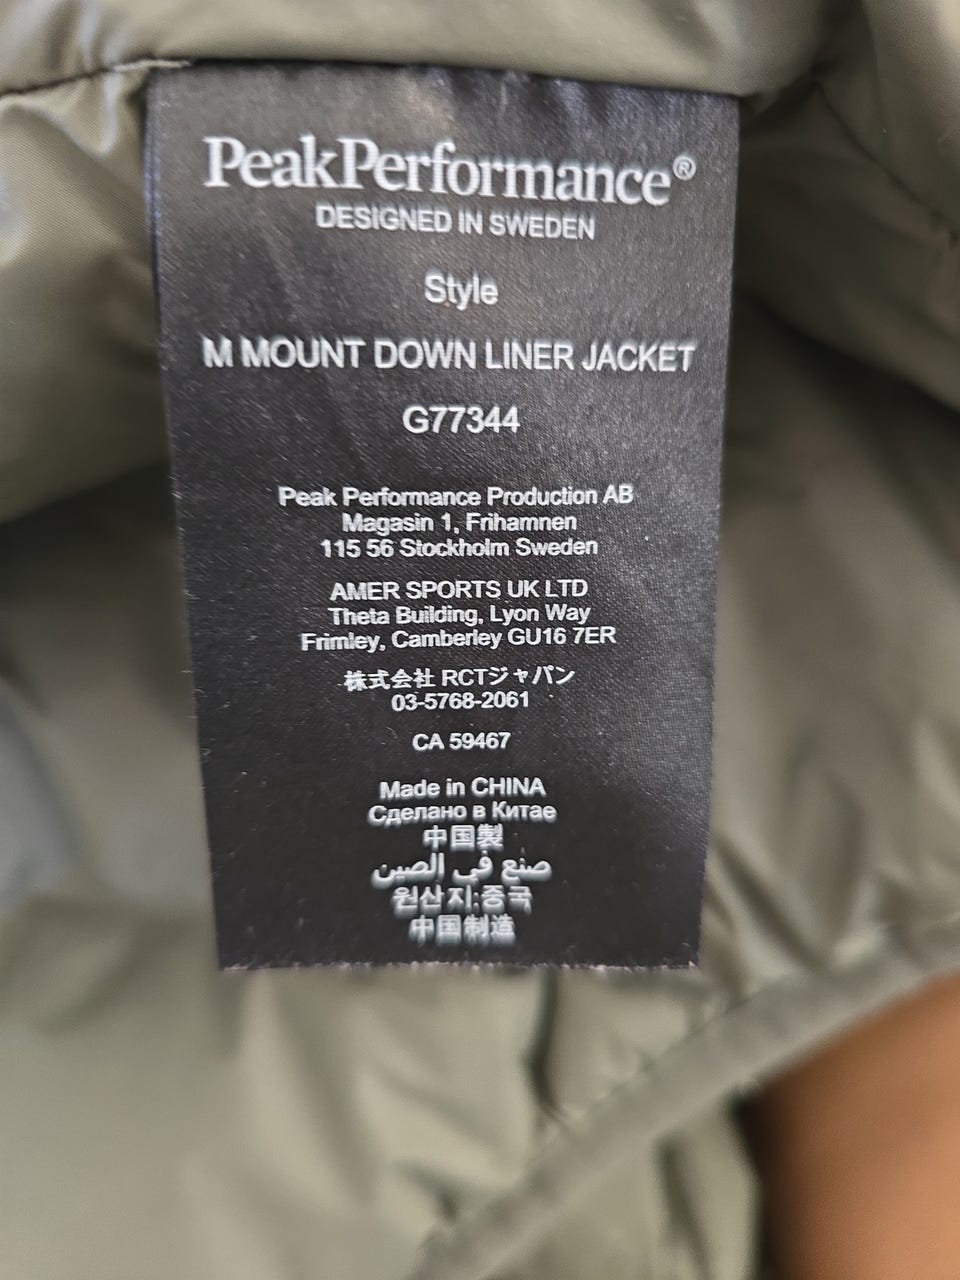 PeakPerformance®
DESIGNED IN SWEDEN
Style
M MOUNT DOWN LINER JACKET
G77344
Peak Performance Production AB
Magasin 1, Frihamnen
115 56 Stockholm Sweden
AMER SPORTS UK LTD
Theta Building, Lyon Way
Frimley, Camberley GU16 7ER
株式会社 RCTジャパン
03-5768-2061
CA 59467
Made in CHINA
Сделано в Китае
中国製
صنع في الصين
원산지:중국
中国制造